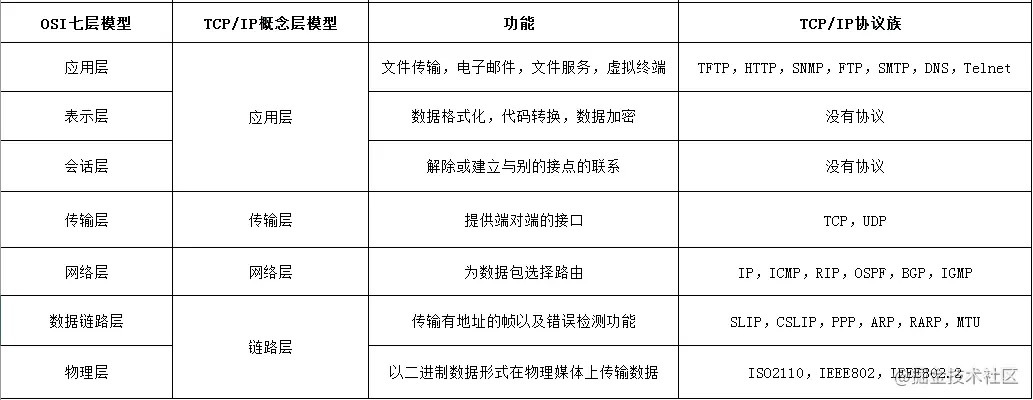 OSI七层模型 TCP/IP概念层模型 功能 TCP/IP协议族
应用层 文件传输，电子邮件，文件服务，虚拟终端 TFTP，HTTP，SNMP，FTP，SMTP，DNS，Telnet
表示层 应用层 数据格式化，代码转换，数据加密 没有协议
会话层 解除或建立与别的接点的联系 没有协议
传输层 传输层 提供端对端的接口 TCP，UDP
网络层 网络层 为数据包选择路由 IP，ICMP，RIP，OSPF，BGP，IGMP
数据链路层 传输有地址的帧以及错误检测功能 SLIP，CSLIP，PPP，ARP，RARP，MTU
链路层
物理层 以二进制数据形式在物理媒体上传输数据 ISO2110，IEEE802，IEEE802.2
@掘金技术社区